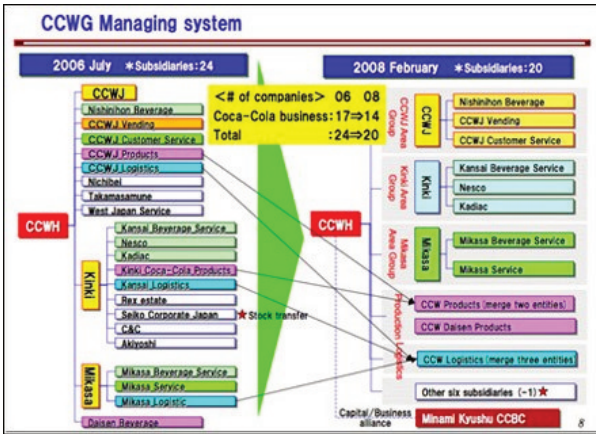 CCWG Managing system
2006 July *Subsidiaries:24
2008 February *Subsidiaries:20
<# of companies> 06 08
Coca-Cola business:17⇒14
Total :24⇒20
CCWH
CCWJ
Nishinihon Beverage
CCWJ Vending
CCWJ Customer Service
CCWJ Products
CCWJ Logistics
Nichibei
Takamasamune
West Japan Service
Kinki
Kansai Beverage Service
Nesco
Kadiac
Kinki Coca-Cola Products
Kansai Logistics
Rex estate
Seiko Corporate Japan ★Stock transfer
C&C
Akiyoshi
Mikasa
Mikasa Beverage Service
Mikasa Service
Mikasa Logistic
Daisen Beverage
CCWH
CCWJ Area Group
CCWJ
Nishinihon Beverage
CCWJ Vending
CCWJ Customer Service
Kinki Area Group
Kinki
Kansai Beverage Service
Nesco
Kadiac
Mikasa Area Group
Mikasa
Mikasa Beverage Service
Mikasa Service
Production
CCW Products (merge two entities)
CCW Daisen Products
Logistics
CCW Logistics (merge three entities)
Other six subsidiaries (-1)★
Capital/Business
alliance
Minami Kyushu CCBC
8